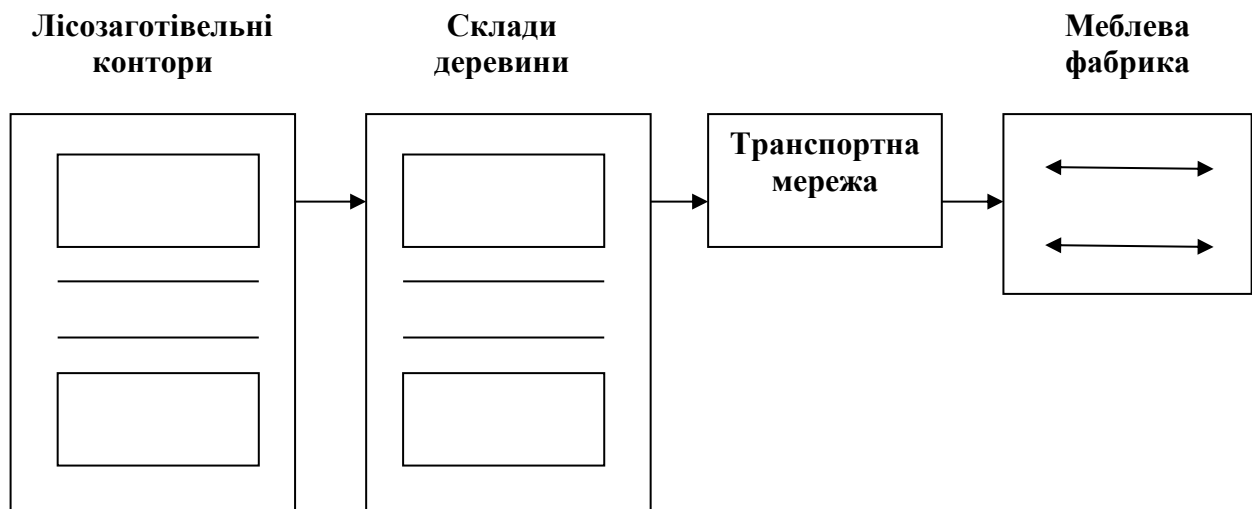 Лісозаготівельні
контори
Склади
деревини
Меблева
фабрика
Транспортна
мережа